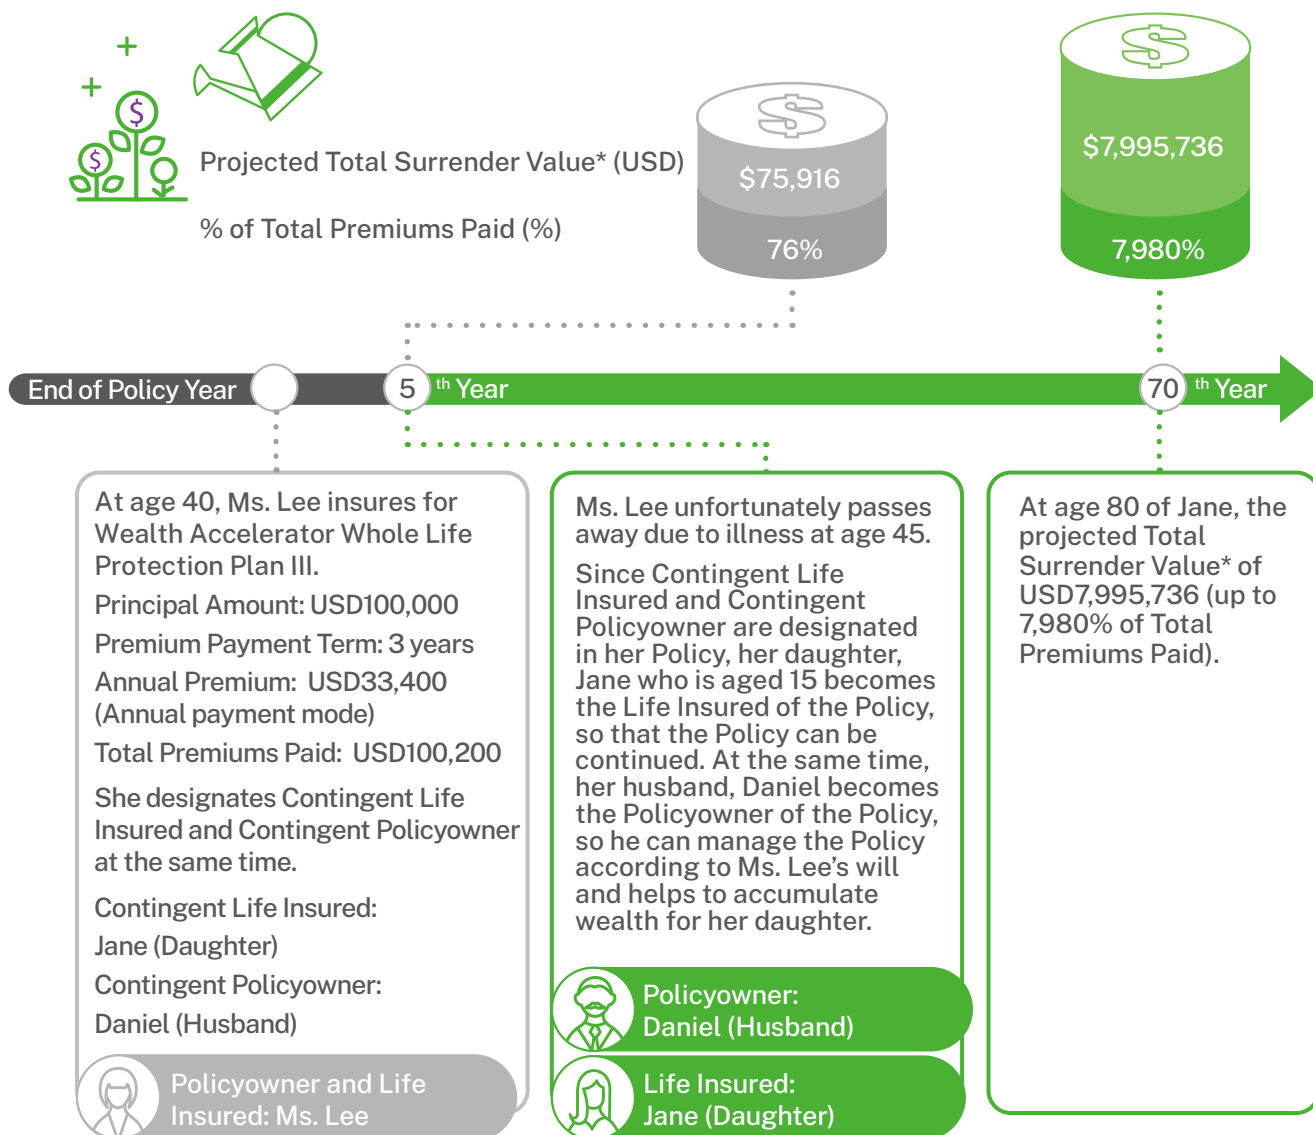 $
$
$
$
Projected Total Surrender Value* (USD)
$75,916
$7,995,736
% of Total Premiums Paid (%)
76%
7,980%
End of Policy Year
5 th Year
70 th Year
At age 40, Ms. Lee insures for
Wealth Accelerator Whole Life
Protection Plan III.
Principal Amount: USD100,000
Premium Payment Term: 3 years
Annual Premium: USD33,400
(Annual payment mode)
Total Premiums Paid: USD100,200
She designates Contingent Life
Insured and Contingent Policyowner
at the same time.
Contingent Life Insured:
Jane (Daughter)
Contingent Policyowner:
Daniel (Husband)
Policyowner and Life
Insured: Ms. Lee
Ms. Lee unfortunately passes
away due to illness at age 45.
Since Contingent Life
Insured and Contingent
Policyowner are designated
in her Policy, her daughter,
Jane who is aged 15 becomes
the Life Insured of the Policy,
so that the Policy can be
continued. At the same time,
her husband, Daniel becomes
the Policyowner of the Policy,
so he can manage the Policy
according to Ms. Lee's will
and helps to accumulate
wealth for her daughter.
Policyowner:
Daniel (Husband)
Life Insured:
Jane (Daughter)
At age 80 of Jane, the
projected Total
Surrender Value* of
USD7,995,736 (up to
7,980% of Total
Premiums Paid).